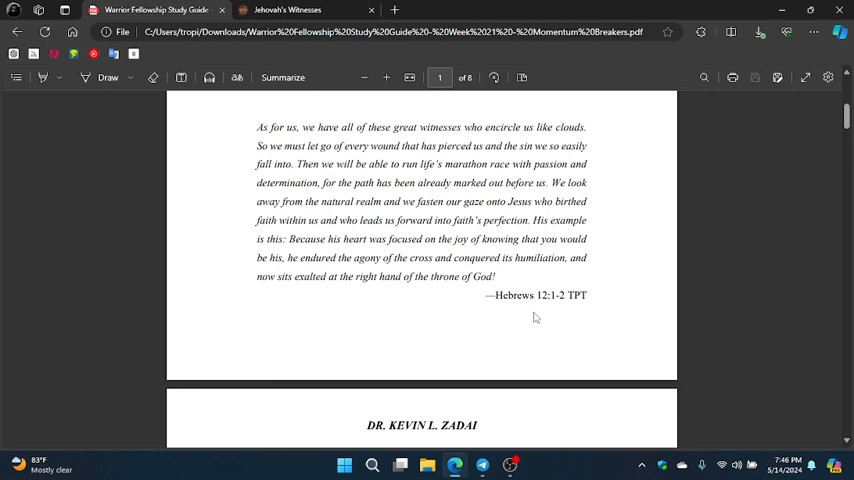 Warrior Fellowship Study Guide -
Jehovah's Witnesses
File
C:/Users/tropi/Downloads/Warrior%20Fellowship%20Study%20Guide%20-%20Week%2021%20-%20Momentum%20Breakers.pdf
Draw
Summarize
1
of 8
As for us, we have all of these great witnesses who encircle us like clouds.
So we must let go of every wound that has pierced us and the sin we so easily
fall into. Then we will be able to run life's marathon race with passion and
determination, for the path has been already marked out before us. We look
away from the natural realm and we fasten our gaze onto Jesus who birthed
faith within us and who leads us forward into faith's perfection. His example
is this: Because his heart was focused on the joy of knowing that you would
be his, he endured the agony of the cross and conquered its humiliation, and
now sits exalted at the right hand of the throne of God!
—Hebrews 12:1-2 TPT
DR. KEVIN L. ZADAI
83°F
Mostly clear
7:46 PM
5/14/2024